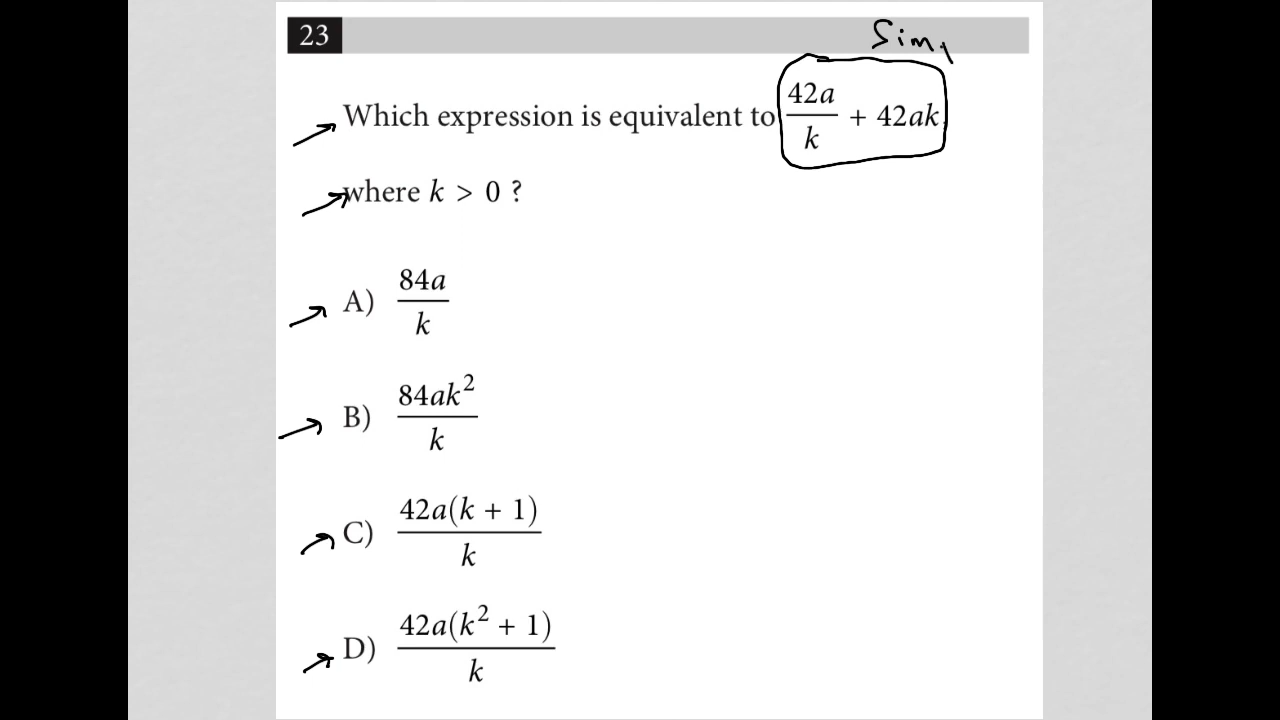 23
Sim
Which expression is equivalent to 42a/k + 42ak
where k > 0 ?
A) 84a/k
B) 84ak²/k
C) 42a(k + 1)/k
D) 42a(k² + 1)/k